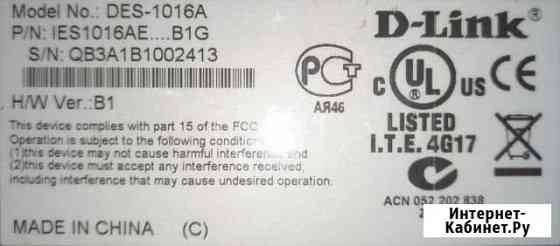 Model No.: DES-1016A
P/N: IES1016AE....B1G
S/N: QB3A1B1002413
H/W Ver.:B1
This device complies with part 15 of the FCC
Operation is subject to the following condition
(1)this device may not cause harmful interference, and
(2)this device must accept any interference received,
including interference that may cause undesired operation.
MADE IN CHINA (C)
D-Link
РСТ
АЯ46
C UL US CE
®
LISTED
I.T.E. 4G17
ACN 052 202 838
Интернет-
Кабинет.Ру